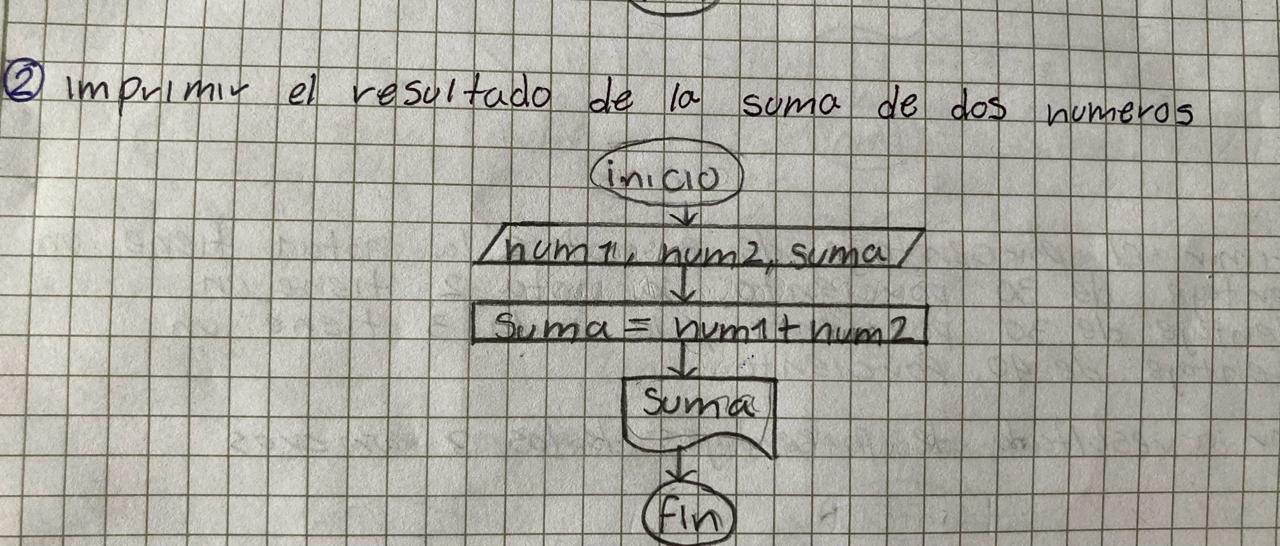 2 imprimir el resultado de la suma de dos numeros
inicio
num1, num2, suma
suma = num1 + num2
suma
Fin